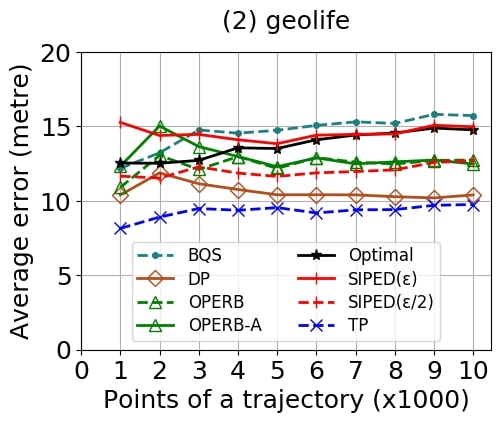 (2) geolife
20
15
10
5
0
Average error (metre)
BQS
DP
OPERB
OPERB-A
Optimal
SIPED(ε)
SIPED(ε/2)
TP
0 1 2 3 4 5 6 7 8 9 10
Points of a trajectory (x1000)